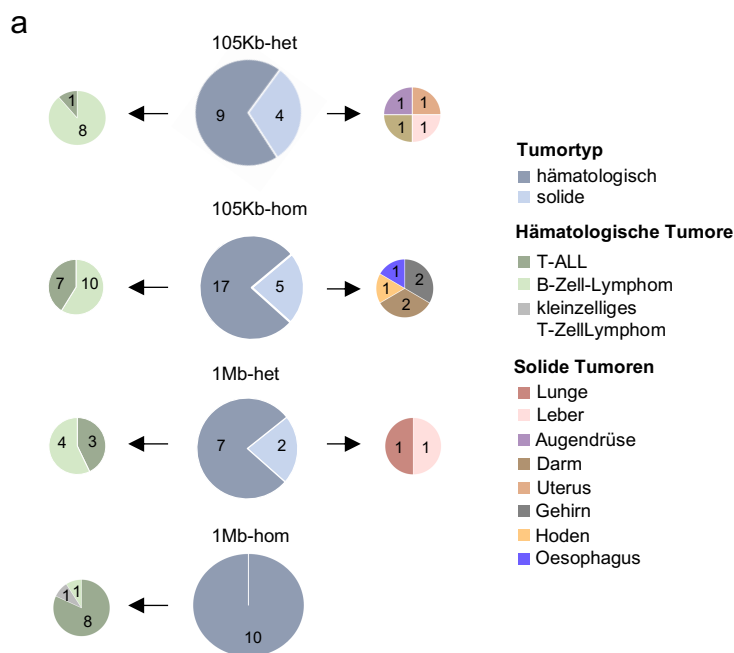 a
105Kb-het
1
8
9
4
1
1
1
1
105Kb-hom
7
10
17
5
1
2
1
2
1Mb-het
4
3
7
2
1
1
1Mb-hom
1
1
8
10
Tumortyp
hämatologisch
solide
Hämatologische Tumore
T-ALL
B-Zell-Lymphom
kleinzelliges
T-ZellLymphom
Solide Tumoren
Lunge
Leber
Augendrüse
Darm
Uterus
Gehirn
Hoden
Oesophagus